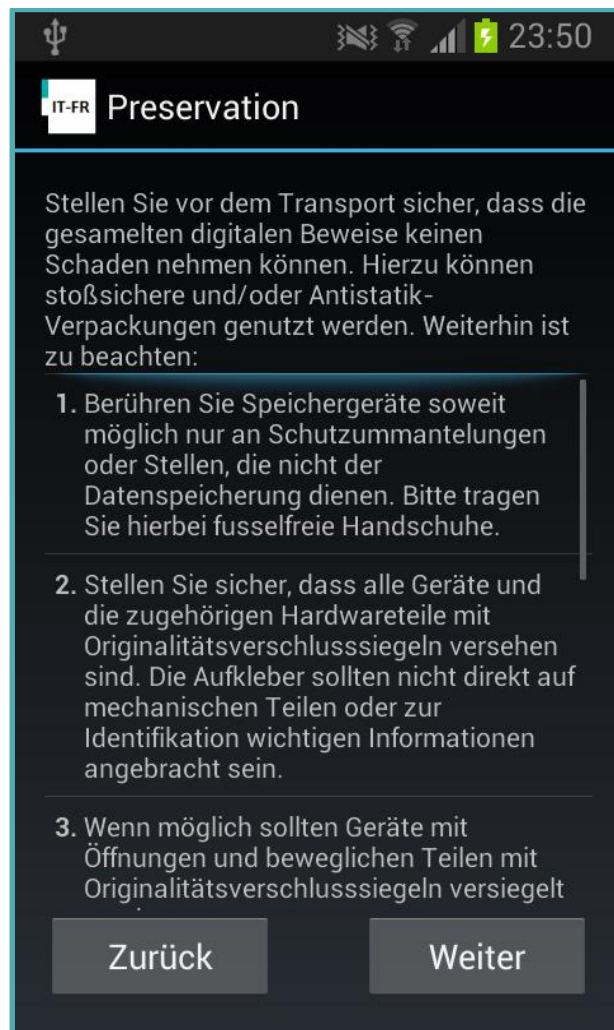 23:50
IT-FR Preservation
Stellen Sie vor dem Transport sicher, dass die
gesamelten digitalen Beweise keinen
Schaden nehmen können. Hierzu können
stoßsichere und/oder Antistatik-
Verpackungen genutzt werden. Weiterhin ist
zu beachten:
1. Berühren Sie Speichergeräte soweit
möglich nur an Schutzummantelungen
oder Stellen, die nicht der
Datenspeicherung dienen. Bitte tragen
Sie hierbei fusselfreie Handschuhe.
2. Stellen Sie sicher, dass alle Geräte und
die zugehörigen Hardwareteile mit
Originalitätsverschlusssiegeln versehen
sind. Die Aufkleber sollten nicht direkt auf
mechanischen Teilen oder zur
Identifikation wichtigen Informationen
angebracht sein.
3. Wenn möglich sollten Geräte mit
Öffnungen und beweglichen Teilen mit
Originalitätsverschlusssiegeln versiegelt
Zurück Weiter